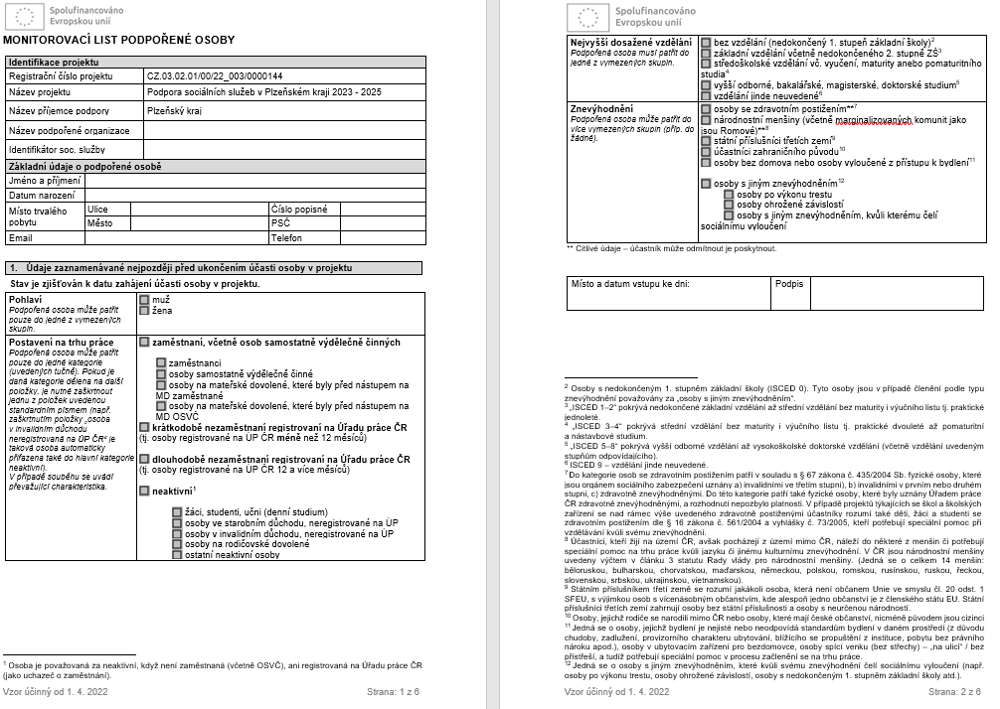 Spolufinancováno
Evropskou unií
MONITOROVACÍ LIST PODPOŘENÉ OSOBY
Identifikace projektu
Registrační číslo projektu CZ.03.02.01/00/22_003/0000144
Název projektu Podpora sociálních služeb v Plzeňském kraji 2023 - 2025
Název příjemce podpory Plzeňský kraj
Název podpořené organizace
Identifikátor soc. služby
Základní údaje o podpořené osobě
Jméno a příjmení
Datum narození
Místo trvalého pobytu Ulice Číslo popisné
Město PSČ
Email Telefon
1. Údaje zaznamenávané nejpozději před ukončením účasti osoby v projektu
Stav je zjišťován k datu zahájení účasti osoby v projektu.
Pohlaví
Podpořená osoba může patřit
pouze do jedné z vymezených
skupin.
muž
žena
Postavení na trhu práce
Podpořená osoba může patřit
pouze do jedné kategorie
(uvedených tučně). Pokud je
daná kategorie dělena na další
položky, je nutné zaškrtnout
jednu z položek uvedenou
standardním písmem (např.
zaškrtnutím položky „osoba
v invalidním důchodu
neregistrovaná na ÚP ČR" je
taková osoba automaticky
přiřazena také do hlavní kategorie
neaktivní).
V případě souběhu se uvádí
převažující charakteristika.
zaměstnaní, včetně osob samostatně výdělečně činných
zaměstnanci
osoby samostatně výdělečně činné
osoby na mateřské dovolené, které byly před nástupem na
MD zaměstnané
osoby na mateřské dovolené, které byly před nástupem na
MD OSVČ
krátkodobě nezaměstnaní registrovaní na Úřadu práce ČR
(tj. osoby registrované na ÚP ČR méně než 12 měsíců)
dlouhodobě nezaměstnaní registrovaní na Úřadu práce ČR
(tj. osoby registrované na ÚP ČR 12 a více měsíců)
neaktivní1
žáci, studenti, učni (denní studium)
osoby ve starobním důchodu, neregistrované na ÚP
osoby v invalidním důchodu, neregistrované na ÚP
osoby na rodičovské dovolené
ostatní neaktivní osoby
1 Osoba je považována za neaktivní, když není zaměstnaná (včetně OSVČ), ani registrovaná na Úřadu práce ČR
(jako uchazeč o zaměstnání).
Vzor účinný od 1. 4. 2022 Strana: 1 z 6
Spolufinancováno
Evropskou unií
Nejvyšší dosažené vzdělání
Podpořená osoba musí patřit do
jedné z vymezených skupin.
bez vzdělání (nedokončený 1. stupeň základní školy)2
základní vzdělání včetně nedokončeného 2. stupně ZŠ3
středoškolské vzdělání vč. vyučení, maturity anebo pomaturitního
studia4
vyšší odborné, bakalářské, magisterské, doktorské studium5
vzdělání jinde neuvedené6
Znevýhodnění
Podpořená osoba může patřit do
více vymezených skupin (příp. do
žádné).
osoby se zdravotním postižením**7
národnostní menšiny (včetně marginalizovaných komunit jako
jsou Romové)**8
státní příslušníci třetích zemí9
účastníci zahraničního původu10
osoby bez domova nebo osoby vyloučené z přístupu k bydlení11
osoby s jiným znevýhodněním12
osoby po výkonu trestu
osoby ohrožené závislostí
osoby s jiným znevýhodněním, kvůli kterému čelí
sociálnímu vyloučení
** Citlivé údaje – účastník může odmítnout je poskytnout.
Místo a datum vstupu ke dni: Podpis
2 Osoby s nedokončeným 1. stupněm základní školy (ISCED 0). Tyto osoby jsou v případě členění podle typu
znevýhodnění považovány za „osoby s jiným znevýhodněním".
3 „ISCED 1–2" pokrývá nedokončené základní vzdělání až střední vzdělání bez maturity i výučního listu tj. praktické
jednoleté.
4 „ISCED 3–4" pokrývá střední vzdělání bez maturity i výučního listu tj. praktické dvouleté až pomaturitní
a nástavbové studium.
5 „ISCED 5–8" pokrývá vyšší odborné vzdělání až vysokoškolské doktorské vzdělání (včetně uvedeným
stupňům odpovídajícího).
6 ISCED 9 – vzdělání jinde neuvedené.
7 Do kategorie osob se zdravotním postižením patří v souladu s § 67 zákona č. 435/2004 Sb. fyzické osoby, které
jsou orgánem sociálního zabezpečení uznány a) invalidními ve třetím stupni), b) invalidními v prvním nebo druhém
stupni, c) zdravotně znevýhodněnými. Do této kategorie patří také fyzické osoby, které byly uznány Úřadem práce
ČR zdravotně znevýhodněnými, a rozhodnutí nepozbylo platnosti. V případě projektů týkajících se škol a školských
zařízení se nad rámec výše uvedeného zdravotně postiženými účastníky rozumí také děti, žáci a studenti se
zdravotním postižením dle § 16 zákona č. 561/2004 a vyhlášky č. 73/2005, kteří potřebují speciální pomoc při
vzdělávání kvůli svému znevýhodnění.
8 Účastníci, kteří žijí na území ČR, avšak pocházejí z území mimo ČR, náleží do některé z menšin či potřebují
speciální pomoc na trhu práce kvůli jazyku či jinému kulturnímu znevýhodnění. V ČR jsou národnostní menšiny
uvedeny výčtem v článku 3 statutu Rady vlády pro národnostní menšiny. (Jedná se o celkem 14 menšin:
běloruskou, bulharskou, chorvatskou, maďarskou, německou, polskou, romskou, rusínskou, ruskou, řeckou,
slovenskou, srbskou, ukrajinskou, vietnamskou).
9 Státním příslušníkem třetí země se rozumí jakákoli osoba, která není občanem Unie ve smyslu čl. 20 odst. 1
SFEU, s výjimkou osob s vícenásobným občanstvím, kde alespoň jedno občanství je z členského státu EU. Státní
příslušníci třetích zemí zahrnují osoby bez státní příslušnosti a osoby s neurčenou národností.
10 Osoby, jejichž rodiče se narodili mimo ČR nebo osoby, které mají české občanství, nicméně původem jsou cizinci
11 Jedná se o osoby, jejichž bydlení je nejisté nebo neodpovídá standardům bydlení v daném prostředí (z důvodu
chudoby, zadlužení, provizorního charakteru ubytování, blížícího se propuštění z instituce, pobytu bez právního
nároku apod.), osoby v ubytovacím zařízení pro bezdomovce, osoby spící venku (bez střechy) – „na ulici" / bez
přístřeší, a tudíž potřebují speciální pomoc v procesu začlenění se na trhu práce.
12 Jedná se o osoby s jiným znevýhodněním, které kvůli svému znevýhodnění čelí sociálnímu vyloučení (např.
osoby po výkonu trestu, osoby ohrožené závislostí, osoby s nedokončeným 1. stupněm základní školy atd.).
Vzor účinný od 1. 4. 2022 Strana: 2 z 6